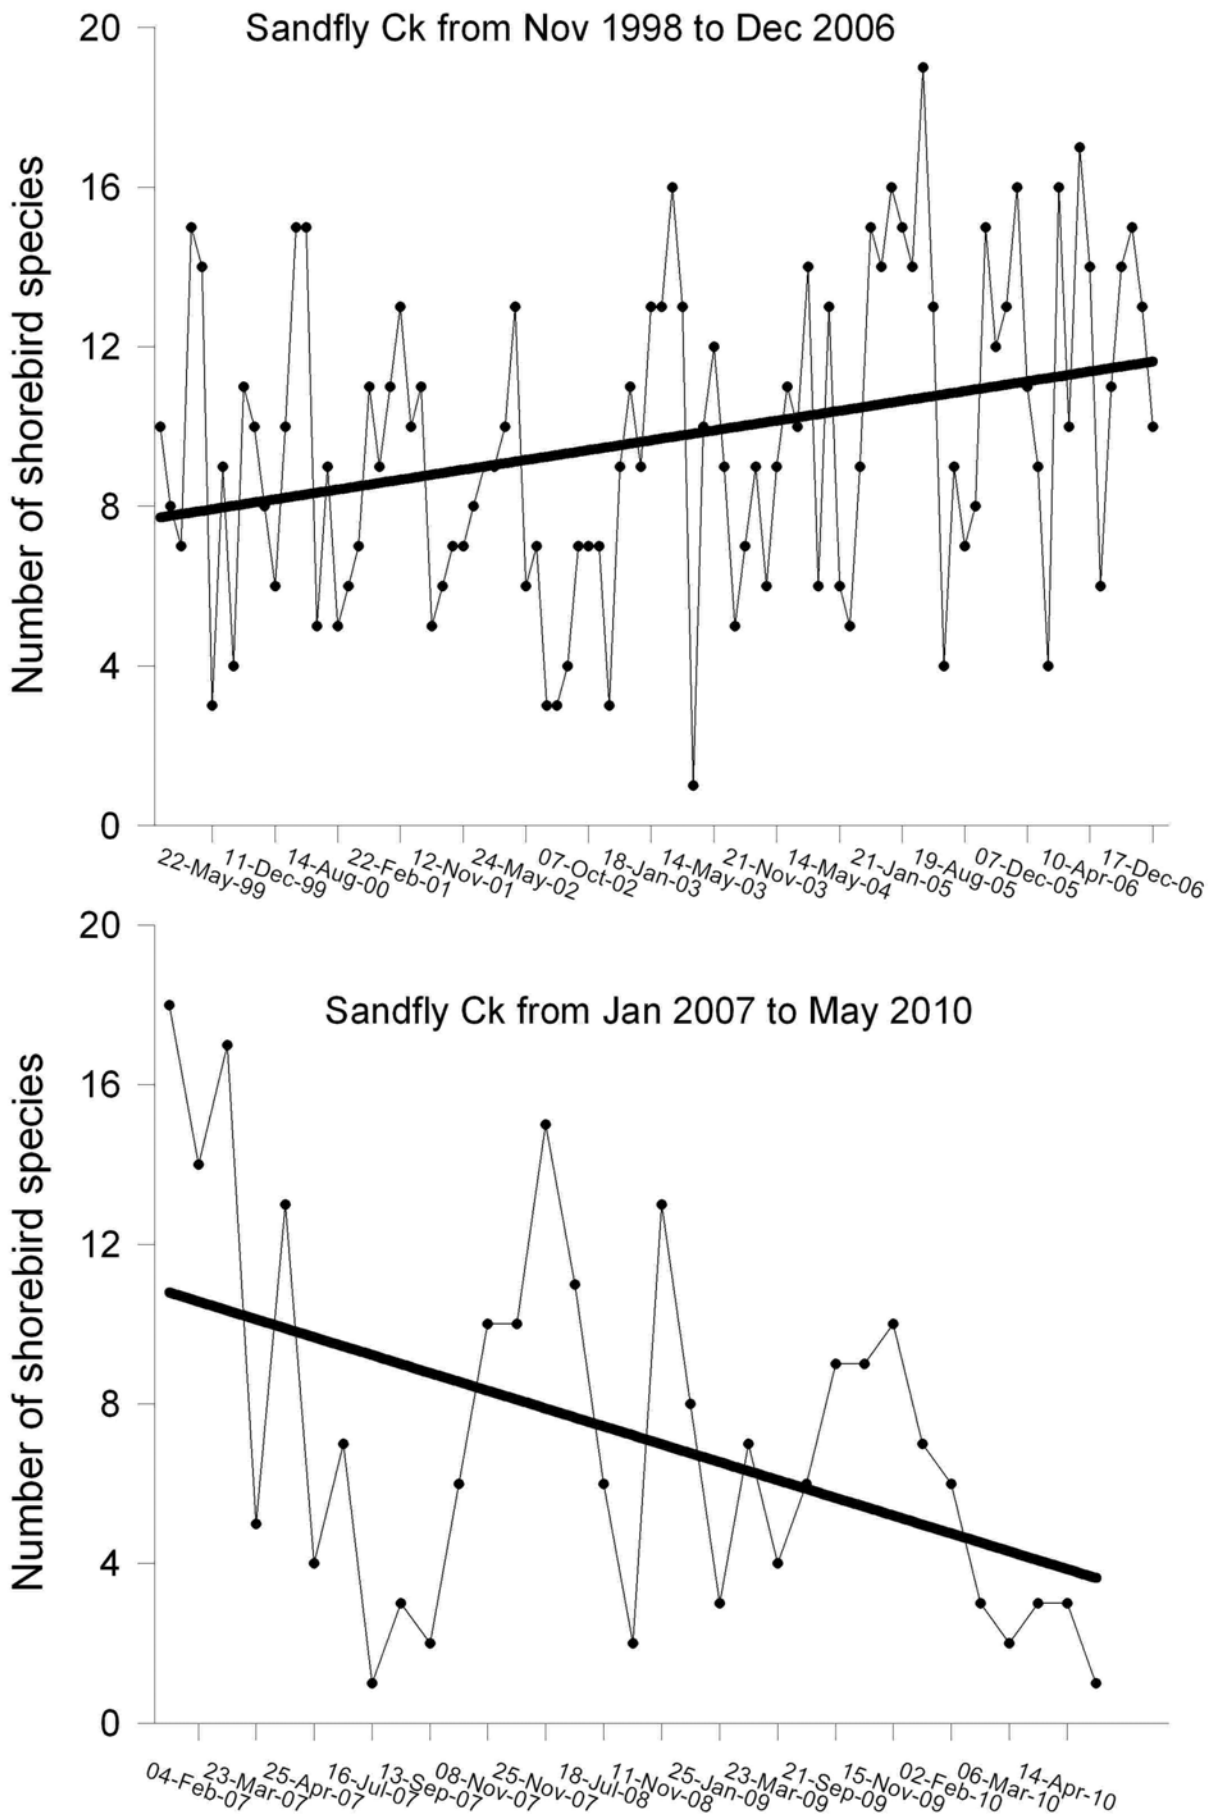 Sandfly Ck from Nov 1998 to Dec 2006
Number of shorebird species
20
16
12
8
4
0
22-May-99
11-Dec-99
14-Aug-00
22-Feb-01
12-Nov-01
24-May-02
07-Oct-02
18-Jan-03
14-May-03
21-Nov-03
14-May-04
21-Jan-05
19-Aug-05
07-Dec-05
10-Apr-06
17-Dec-06
Sandfly Ck from Jan 2007 to May 2010
Number of shorebird species
20
16
12
8
4
0
04-Feb-07
23-Mar-07
25-Apr-07
16-Jul-07
13-Sep-07
08-Nov-07
25-Nov-07
18-Jul-08
11-Nov-08
25-Jan-09
23-Mar-09
21-Sep-09
15-Nov-09
02-Feb-10
06-Mar-10
14-Apr-10